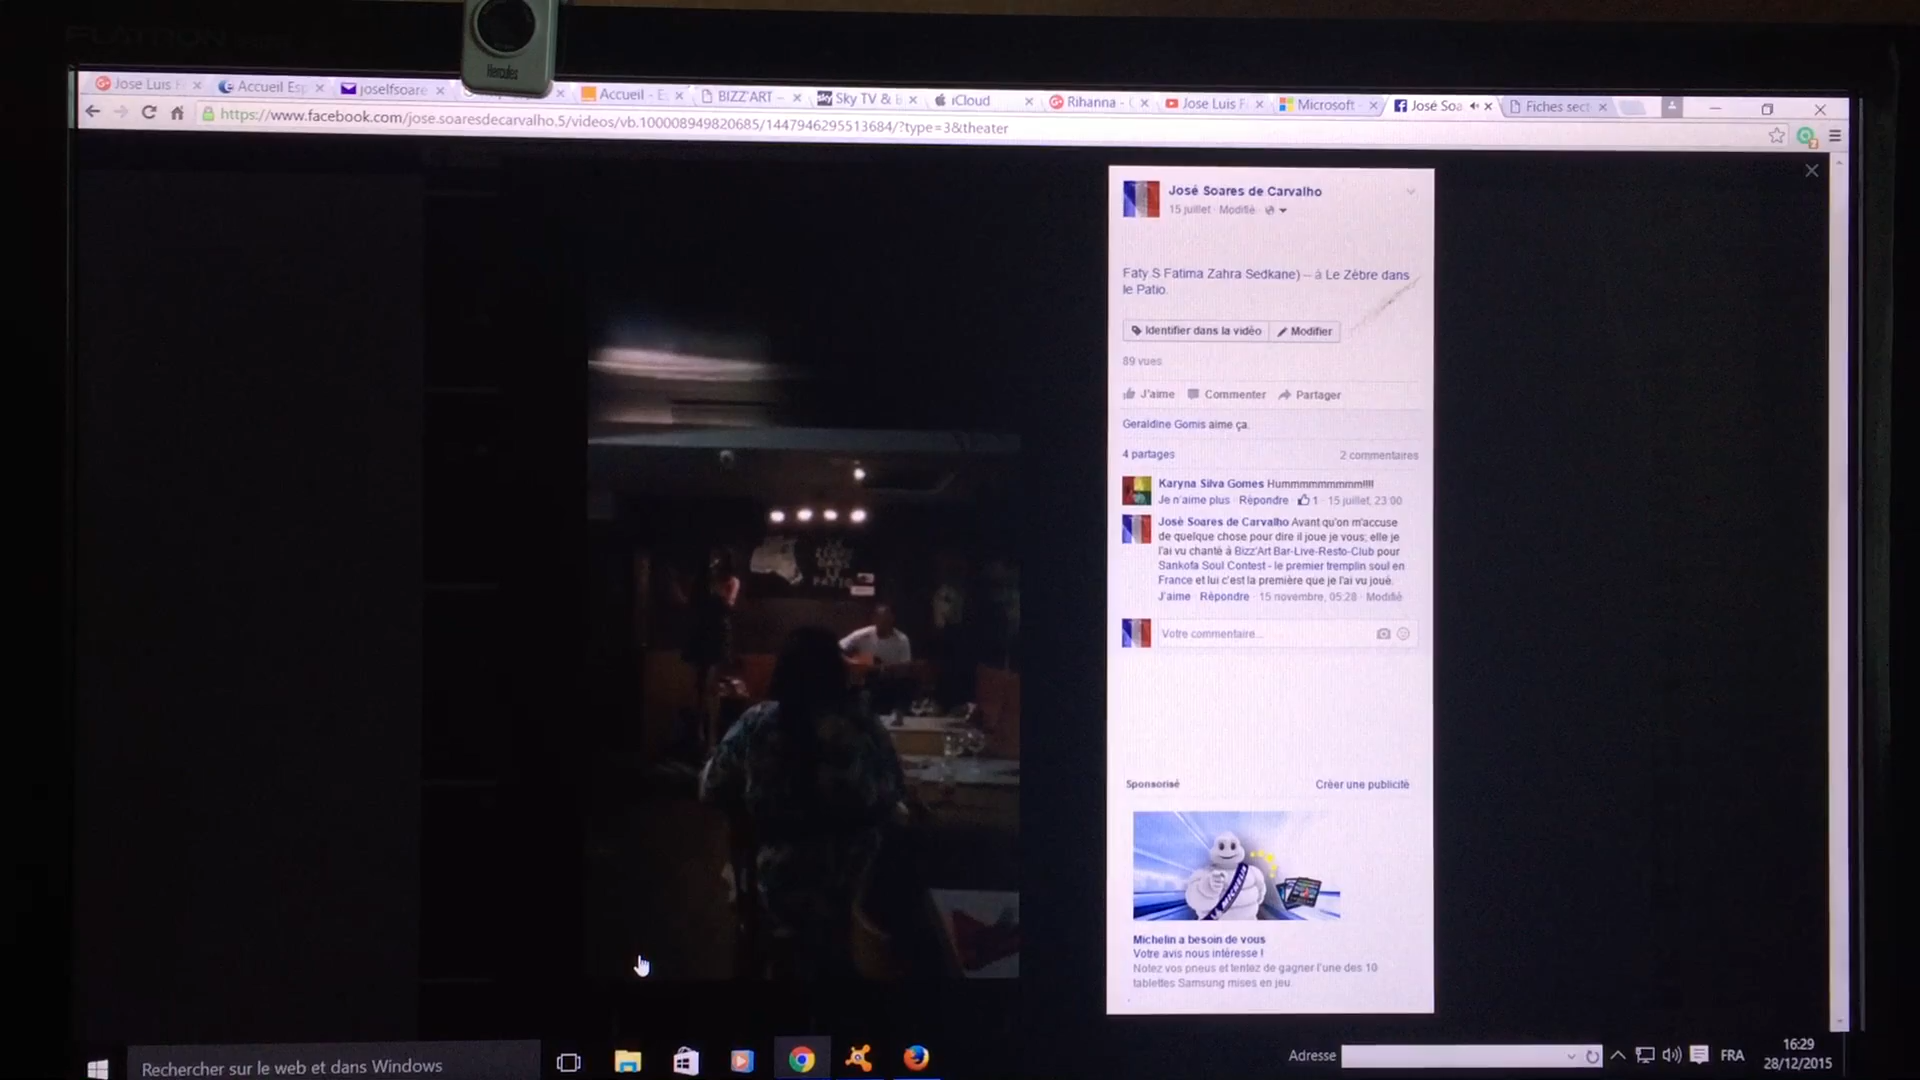 FLATRON
Hercules
Jose Luis F
Accueil Esp
joselfsoare
Accueil - E
BIZZ'ART –
Sky TV & b
iCloud
Rihanna - C
Jose Luis F
Microsoft -
José Soa
Fiches sect
https://www.facebook.com/jose.soaresdecarvalho.5/videos/vb.100008949820685/1447946295513684/?type=3&theater
José Soares de Carvalho
15 juillet · Modifié ·
Faty S Fatima Zahra Sedkane) – à Le Zèbre dans
le Patio.
Identifier dans la vidéo
Modifier
89 vues
J'aime Commenter Partager
Geraldine Gomis aime ça.
4 partages
2 commentaires
Karyna Silva Gomes Hummmmmmmmm!!!!
Je n'aime plus · Répondre · 1 · 15 juillet, 23:00
José Soares de Carvalho Avant qu'on m'accuse
de quelque chose pour dire il joue je vous; elle je
l'ai vu chanté à Bizz'Art Bar-Live-Resto-Club pour
Sankofa Soul Contest - le premier tremplin soul en
France et lui c'est la première que je l'ai vu joué.
J'aime · Répondre · 15 novembre, 05:28 · Modifié
Votre commentaire...
LE
ZEBRE
DANS
LE
PATIO
Sponsorisé
Créer une publicité
MICHELIN
Michelin a besoin de vous
Votre avis nous intéresse !
Notez vos pneus et tentez de gagner l'une des 10
tablettes Samsung mises en jeu
Rechercher sur le web et dans Windows
Adresse
FRA
16:29
28/12/2015